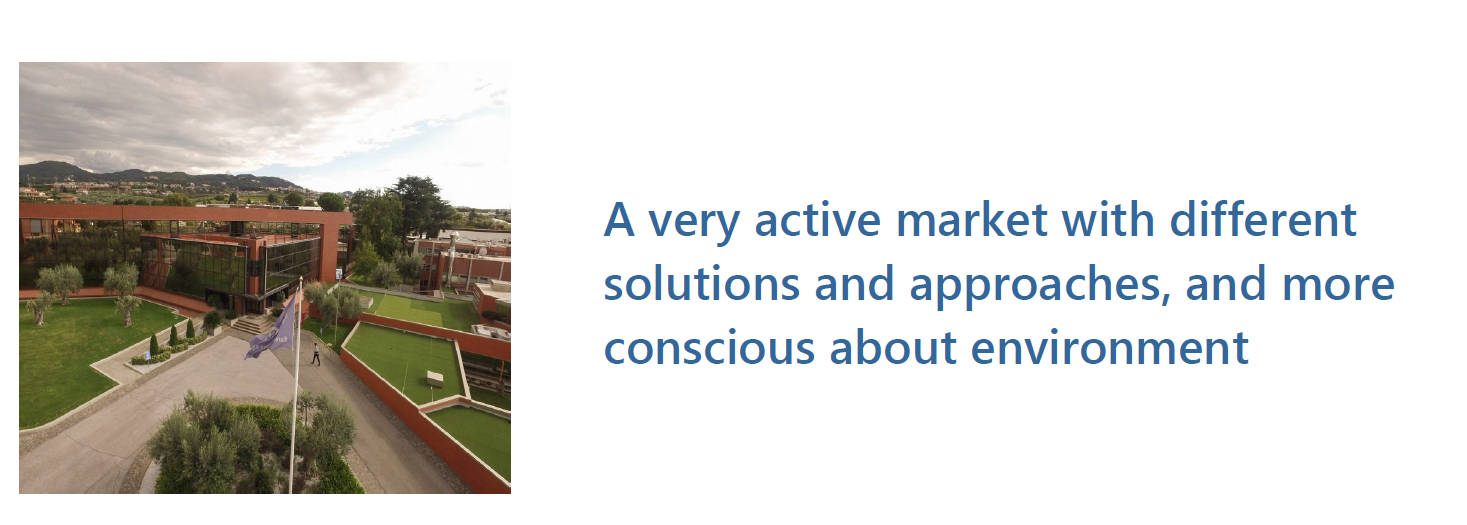 A very active market with different
solutions and approaches, and more
conscious about environment